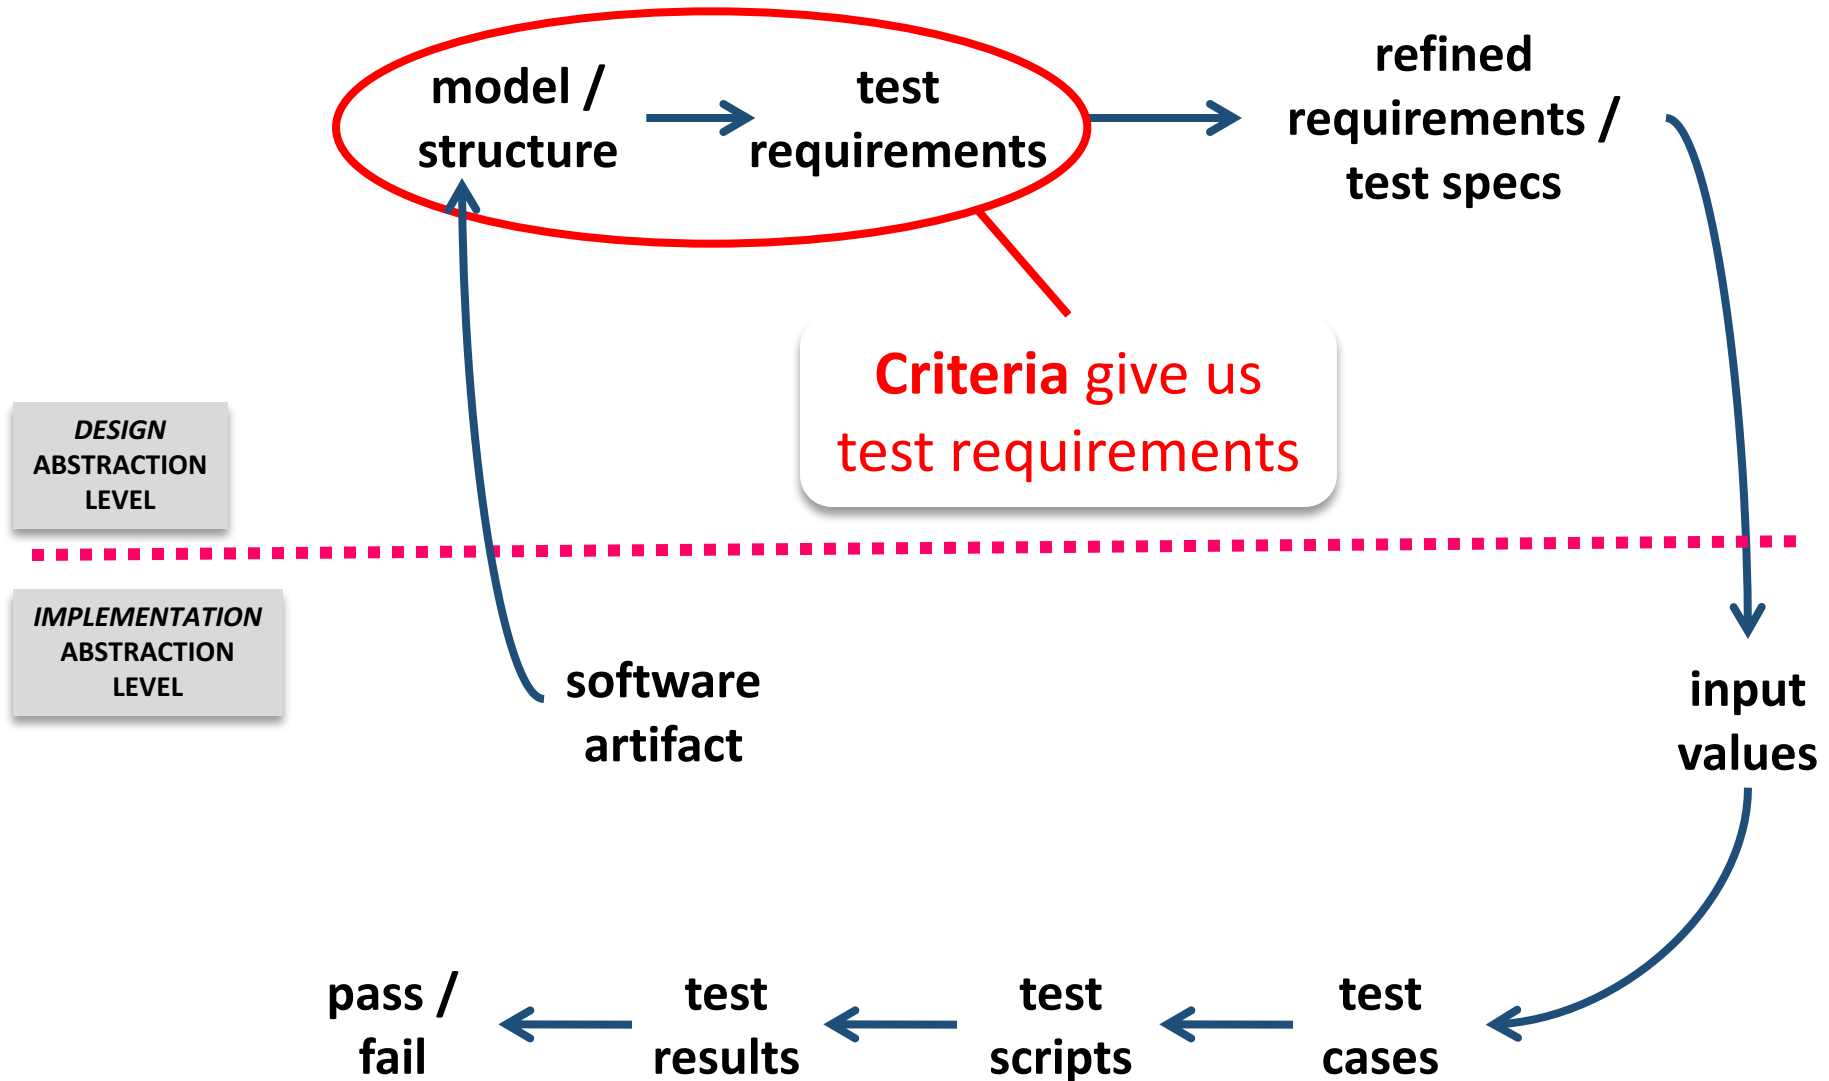 model /
structure
test
requirements
refined
requirements /
test specs
Criteria give us
test requirements
DESIGN
ABSTRACTION
LEVEL
IMPLEMENTATION
ABSTRACTION
LEVEL
software
artifact
input
values
pass /
fail
test
results
test
scripts
test
cases